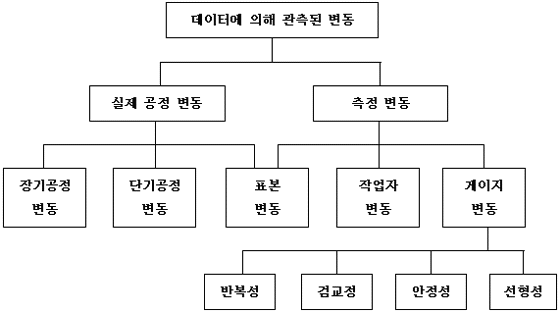 데이터에 의해 관측된 변동
실제 공정 변동
측정 변동
장기공정
변동
단기공정
변동
표본
변동
작업자
변동
게이지
변동
반복성
검교정
안정성
선형성